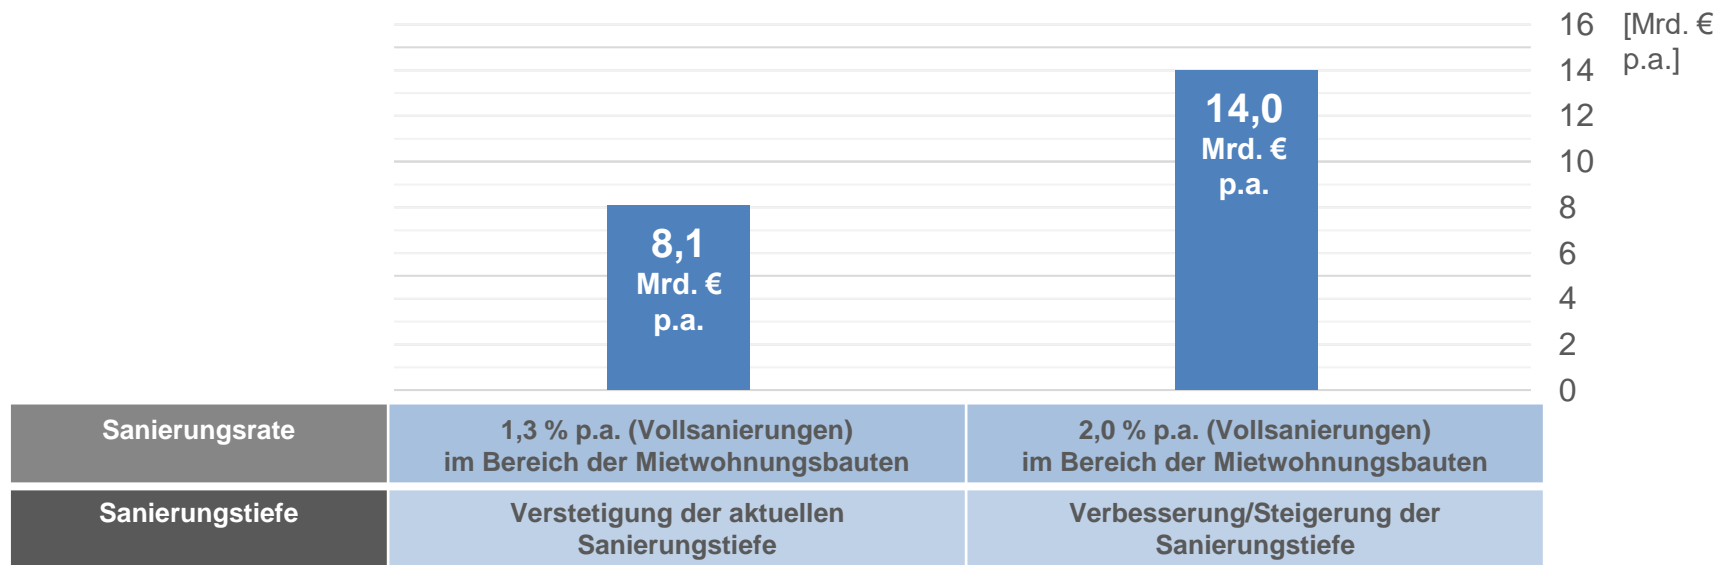 16
[Mrd. €
p.a.]
14
12
10
8
6
4
2
0
14,0
Mrd. €
p.a.
8,1
Mrd. €
p.a.
Sanierungsrate
1,3 % p.a. (Vollsanierungen)
im Bereich der Mietwohnungsbauten
2,0 % p.a. (Vollsanierungen)
im Bereich der Mietwohnungsbauten
Sanierungstiefe
Verstetigung der aktuellen
Sanierungstiefe
Verbesserung/Steigerung der
Sanierungstiefe